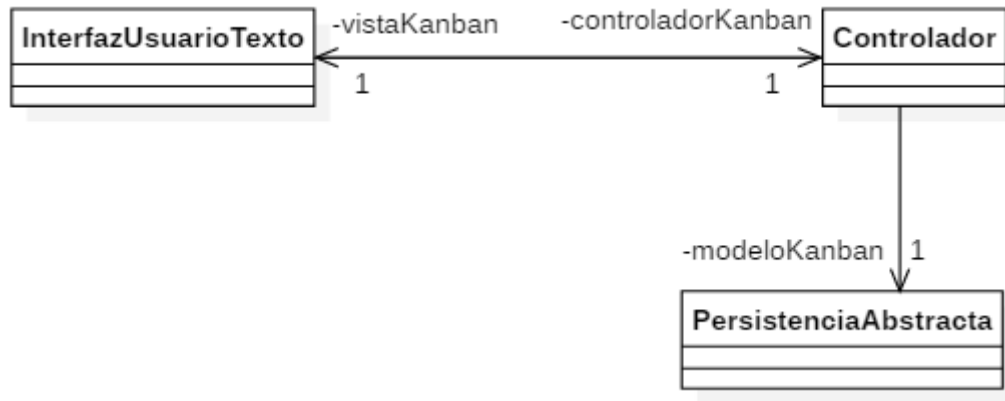 InterfazUsuarioTexto
-vistaKanban
-controladorKanban
Controlador
1
1
-modeloKanban
1
PersistenciaAbstracta